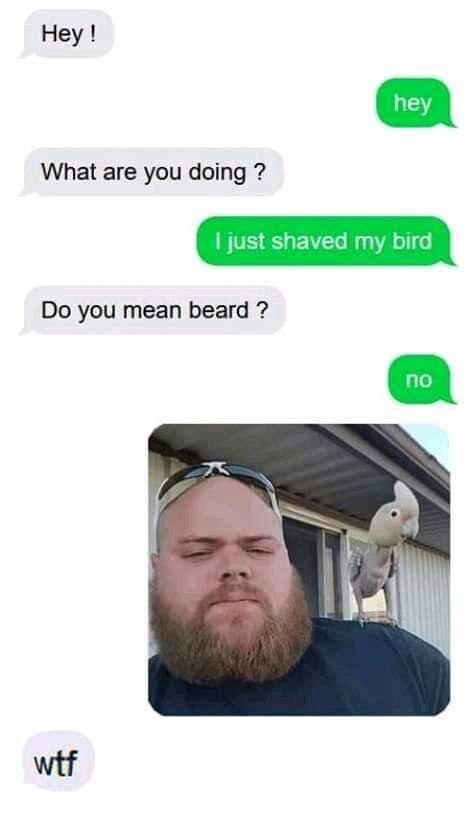 Hey !
hey
What are you doing ?
I just shaved my bird
Do you mean beard ?
no
wtf